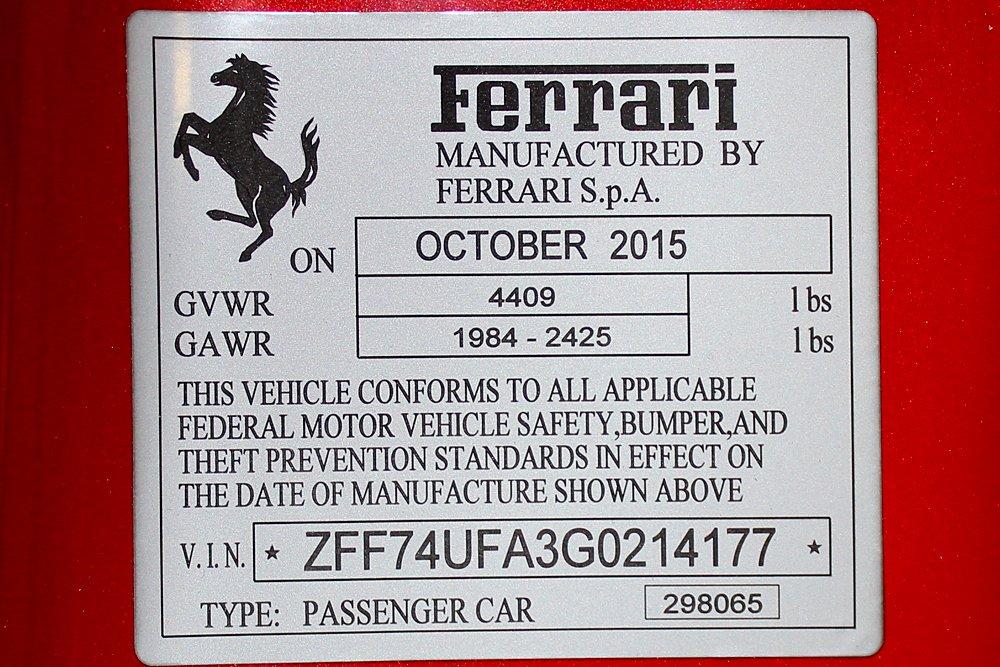 Ferrari
MANUFACTURED BY
FERRARI S.p.A.
ON OCTOBER 2015
GVWR 4409 lbs
GAWR 1984 - 2425 lbs
THIS VEHICLE CONFORMS TO ALL APPLICABLE
FEDERAL MOTOR VEHICLE SAFETY,BUMPER,AND
THEFT PREVENTION STANDARDS IN EFFECT ON
THE DATE OF MANUFACTURE SHOWN ABOVE
V.I.N. ★ ZFF74UFA3G0214177 ★
TYPE: PASSENGER CAR 298065